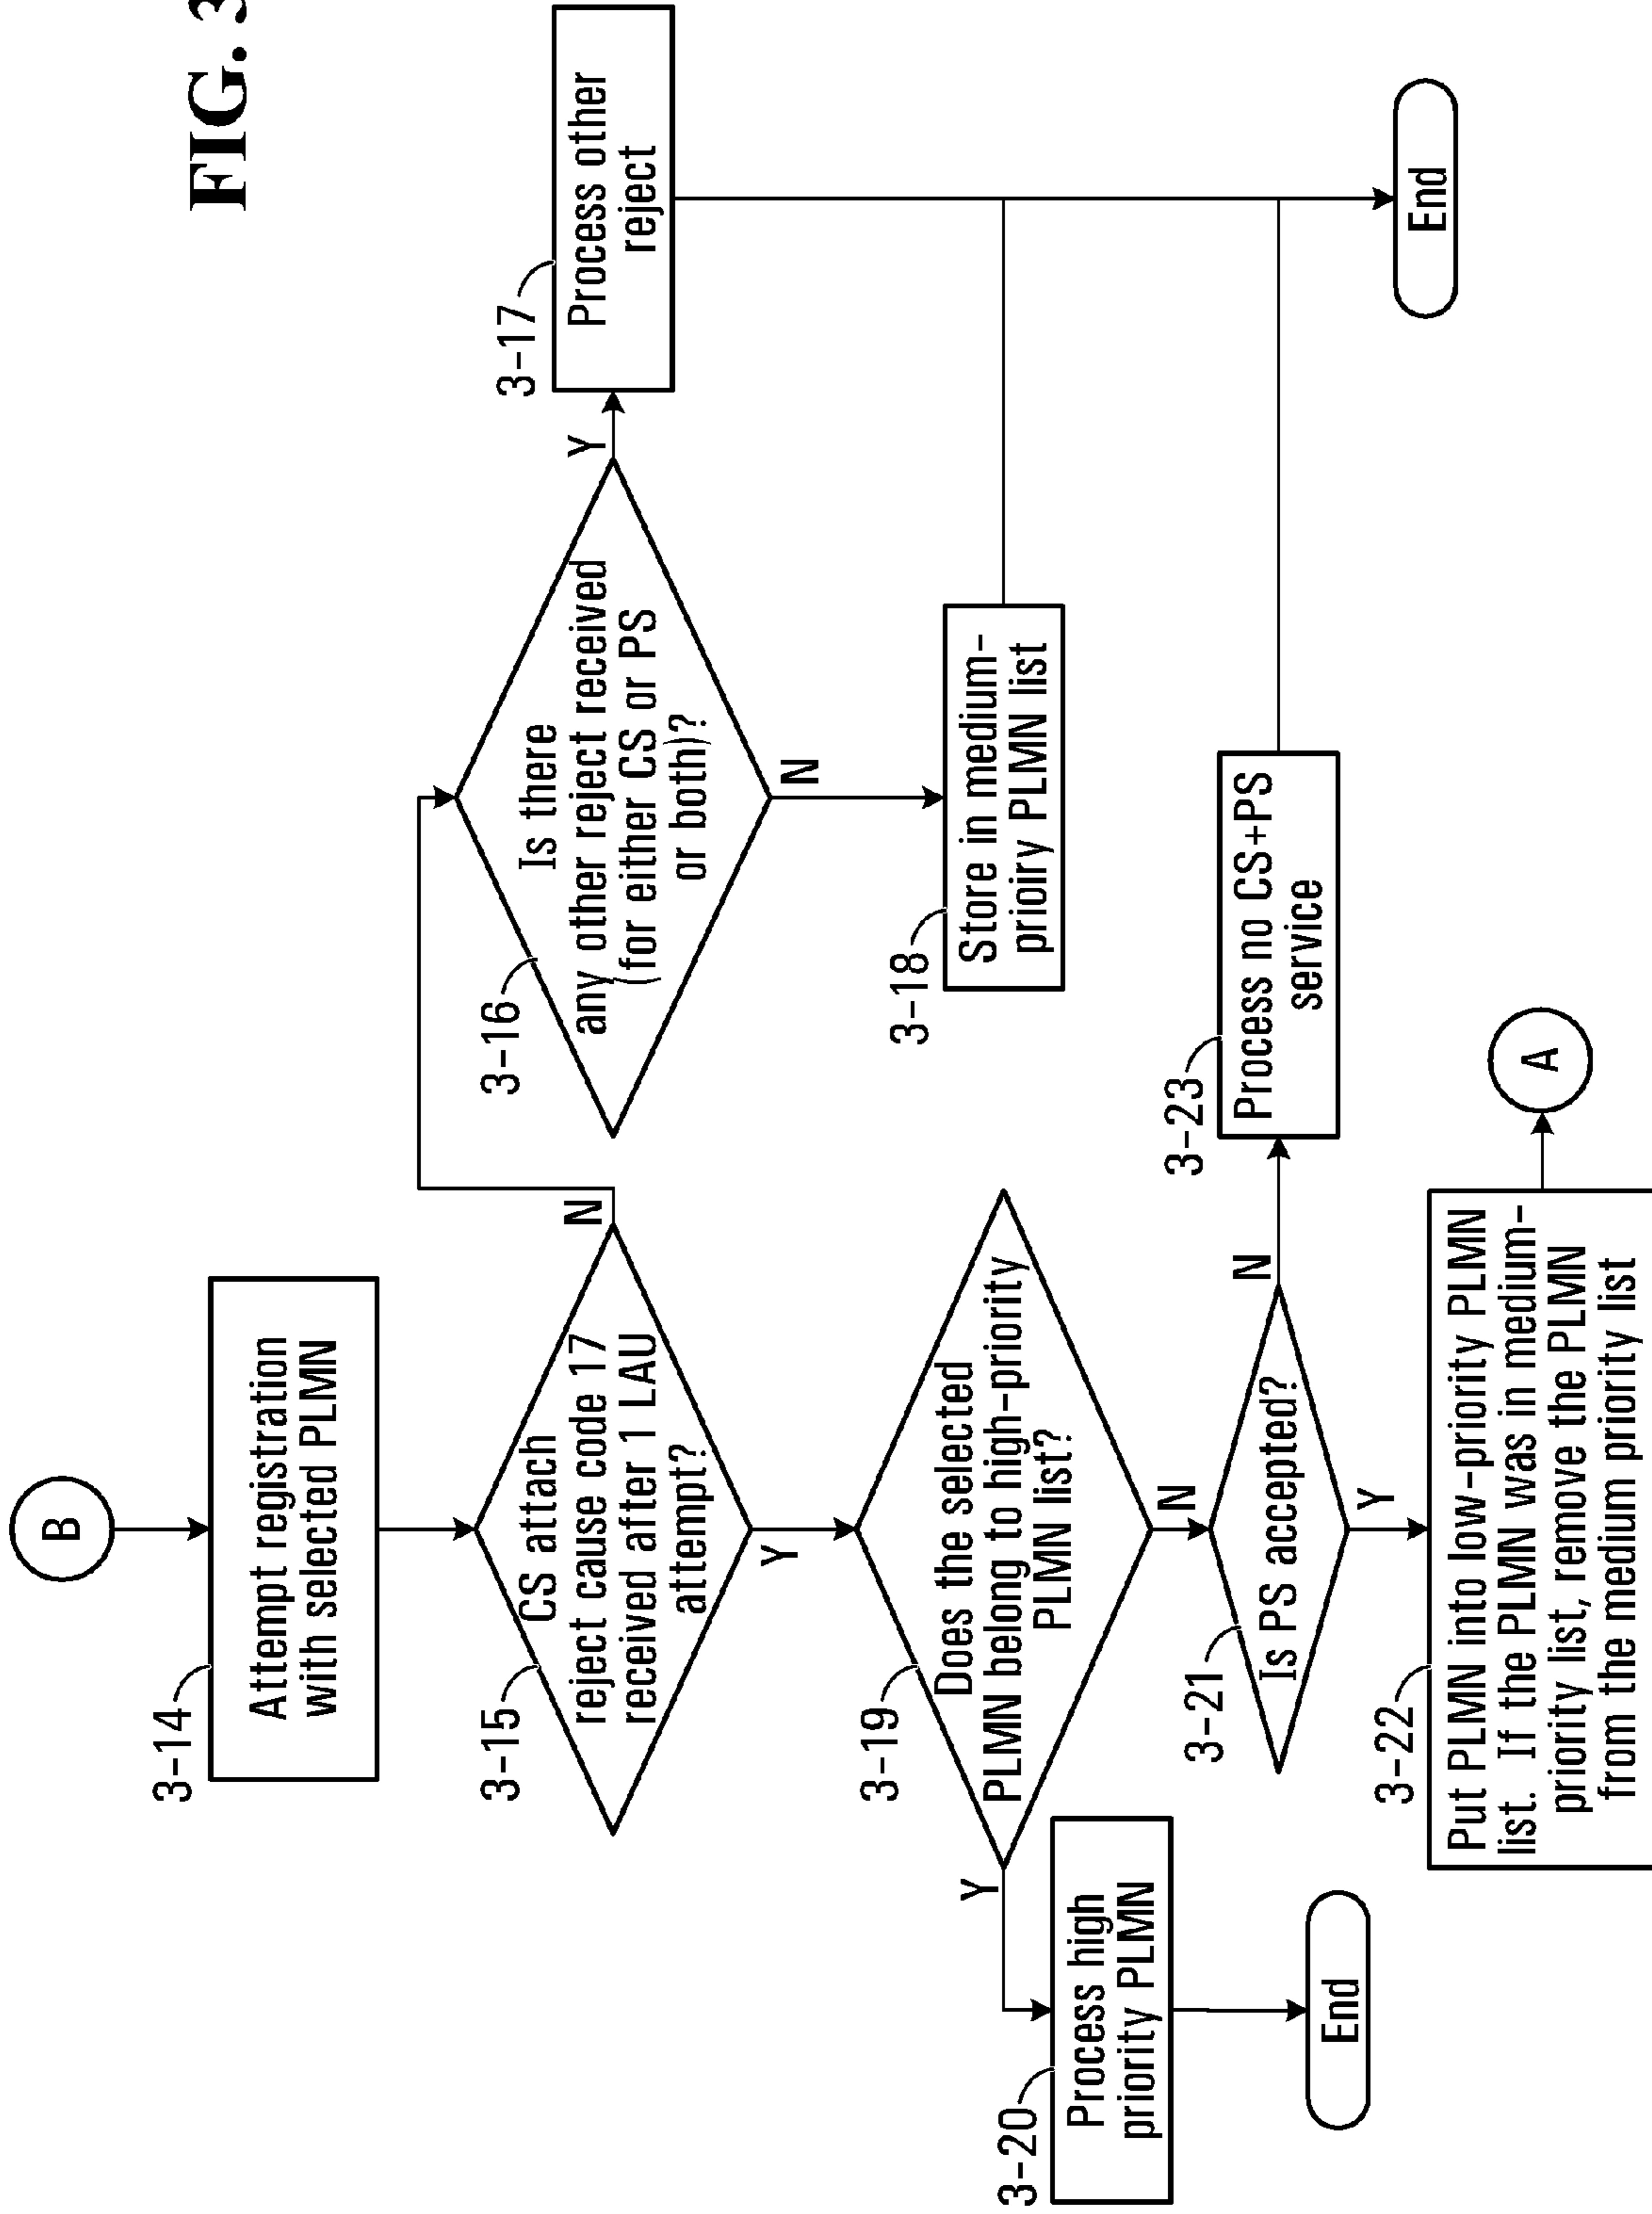 FIG. 3
B
3-14
Attempt registration
with selected PLMN
3-15
CS attach
reject cause code 17
received after 1 LAU
attempt?
N
Y
3-16
Is there
any other reject received
(for either CS or PS
or both)?
Y
N
3-17
Process other
reject
3-18
Store in medium-
prioiry PLMN list
3-19
Does the selected
PLMN belong to high-priority
PLMN list?
Y
N
3-20
Process high
priority PLMN
End
3-21
Is PS accepted?
N
Y
3-23
Process no CS+PS
service
End
3-22
Put PLMN into low-priority PLMN
list. If the PLMN was in medium-
priority list, remove the PLMN
from the medium priority list
A